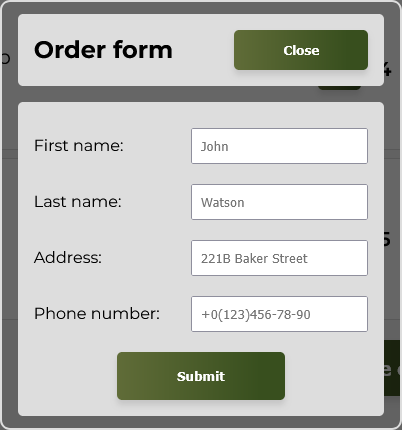 Order form
Close
First name:
John
Last name:
Watson
Address:
221B Baker Street
Phone number:
+0(123)456-78-90
Submit